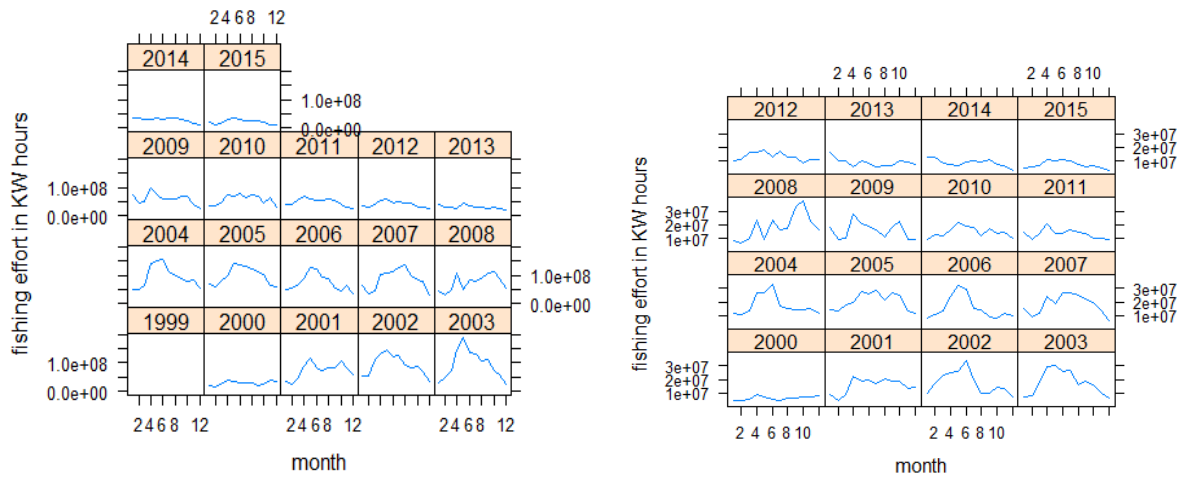 2 4 6 8 12
2014 2015
1.0e+08
0.0e+00
2009 2010 2011 2012 2013
1.0e+08
0.0e+00
2004 2005 2006 2007 2008
1.0e+08
0.0e+00
1999 2000 2001 2002 2003
1.0e+08
0.0e+00
2 4 6 8 12 2 4 6 8 12 2 4 6 8 12
fishing effort in KW hours
month
2 4 6 8 10 2 4 6 8 10
2012 2013 2014 2015
3e+07
2e+07
1e+07
2008 2009 2010 2011
3e+07
2e+07
1e+07
2004 2005 2006 2007
3e+07
2e+07
1e+07
2000 2001 2002 2003
3e+07
2e+07
1e+07
2 4 6 8 10 2 4 6 8 10
fishing effort in KW hours
month